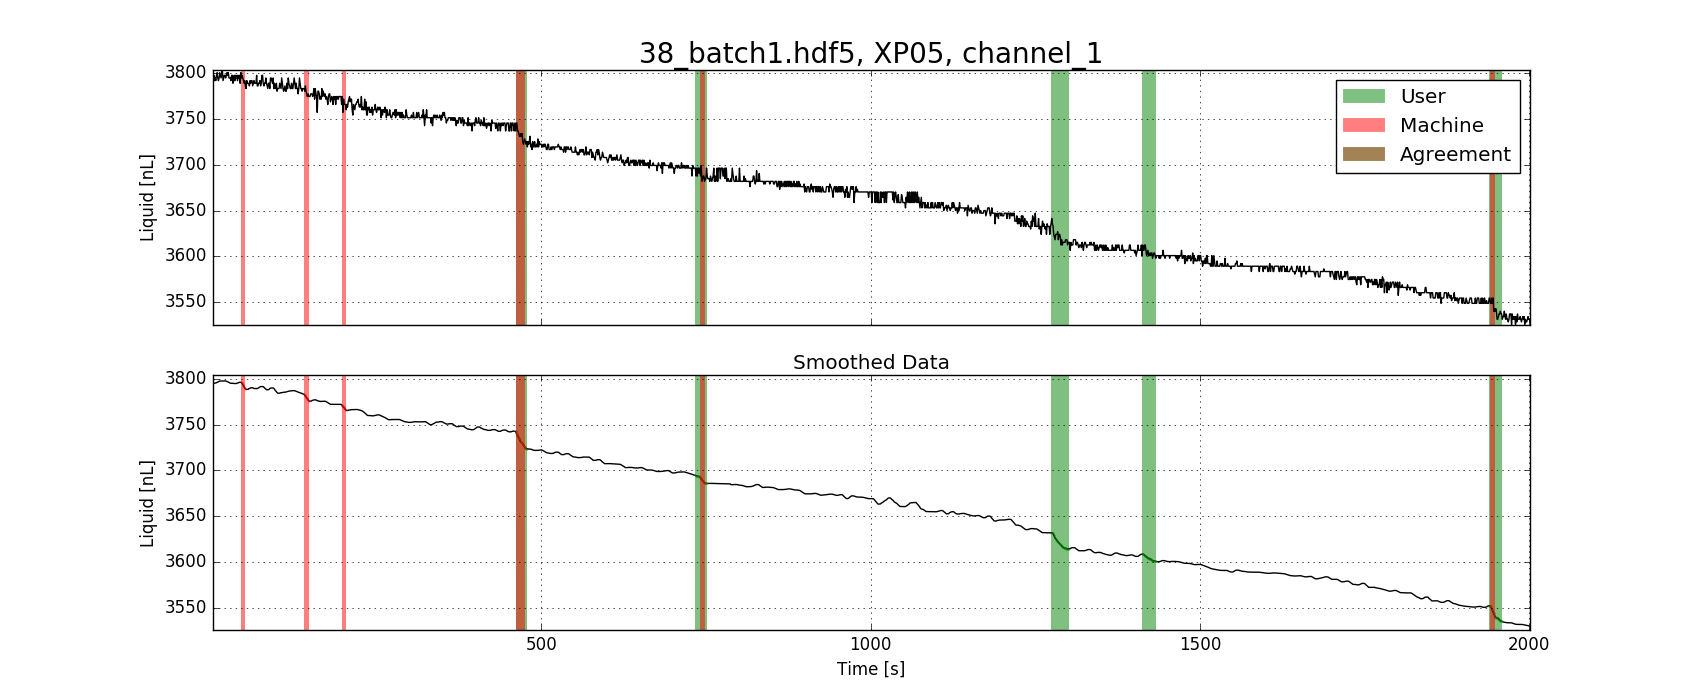 38_batch1.hdf5, XP05, channel_1
3800
3750
3700
3650
3600
3550
Liquid [nL]
User
Machine
Agreement
Smoothed Data
3800
3750
3700
3650
3600
3550
Liquid [nL]
500
1000
1500
2000
Time [s]